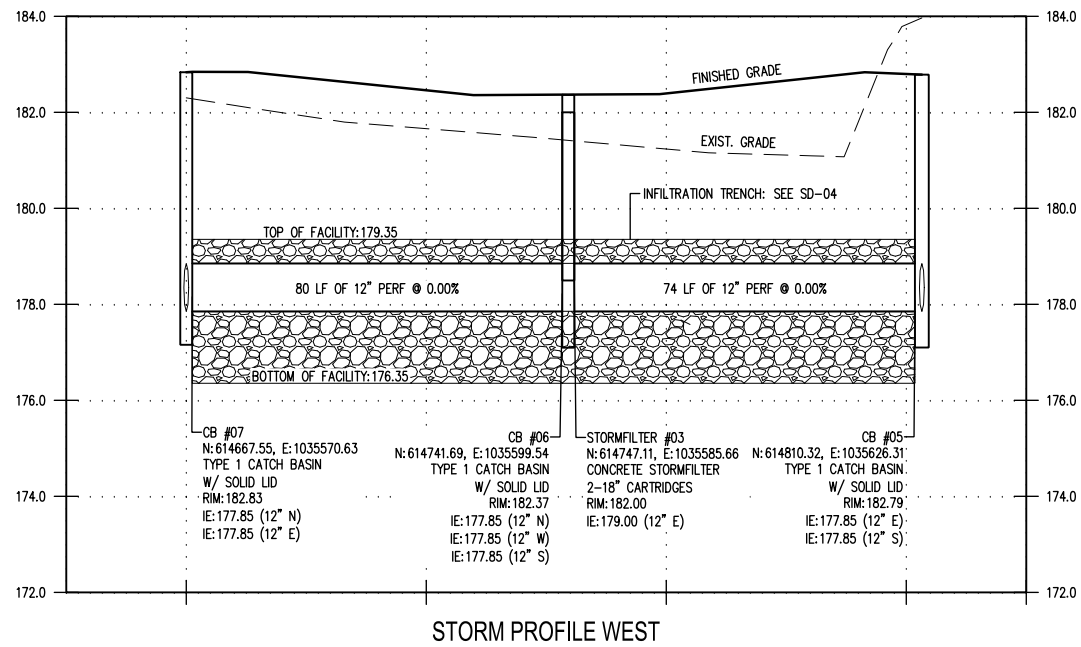 184.0
184.0
FINISHED GRADE
182.0
182.0
EXIST. GRADE
INFILTRATION TRENCH: SEE SD-04
180.0
180.0
TOP OF FACILITY:179.35
80 LF OF 12" PERF @ 0.00%
74 LF OF 12" PERF @ 0.00%
178.0
178.0
BOTTOM OF FACILITY:176.35
176.0
176.0
CB #07
N:614667.55, E:1035570.63
TYPE 1 CATCH BASIN
W/ SOLID LID
RIM:182.83
IE:177.85 (12" N)
IE:177.85 (12" E)
CB #06
N:614741.69, E:1035599.54
TYPE 1 CATCH BASIN
W/ SOLID LID
RIM:182.37
IE:177.85 (12" N)
IE:177.85 (12" W)
IE:177.85 (12" S)
STORMFILTER #03
N:614747.11, E:1035585.66
CONCRETE STORMFILTER
2-18" CARTRIDGES
RIM:182.00
IE:179.00 (12" E)
CB #05
N:614810.32, E:1035626.31
TYPE 1 CATCH BASIN
W/ SOLID LID
RIM:182.79
IE:177.85 (12" E)
IE:177.85 (12" S)
174.0
174.0
172.0
172.0
STORM PROFILE WEST